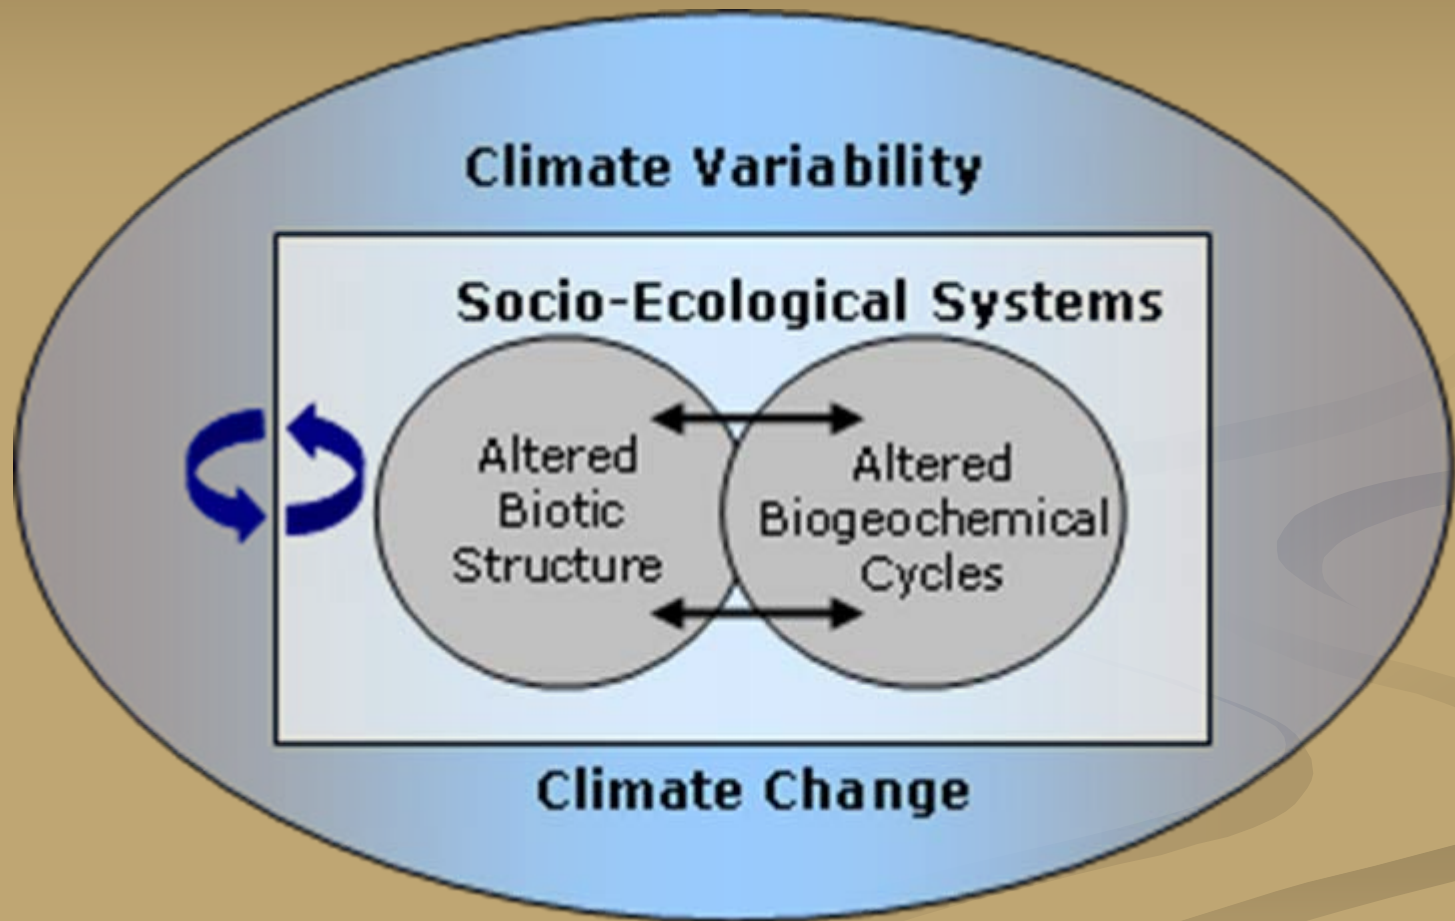 Climate Variability
Socio-Ecological Systems
Altered
Biotic
Structure
Altered
Biogeochemical
Cycles
Climate Change